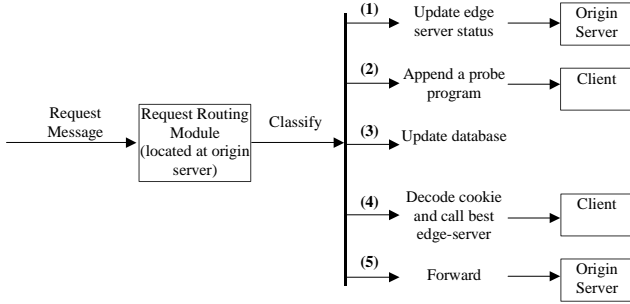 Request
Message
Request Routing
Module
(located at origin
server)
Classify
(1)
Update edge
server status
Origin
Server
(2)
Append a probe
program
Client
(3)
Update database
(4)
Decode cookie
and call best
edge-server
Client
(5)
Forward
Origin
Server